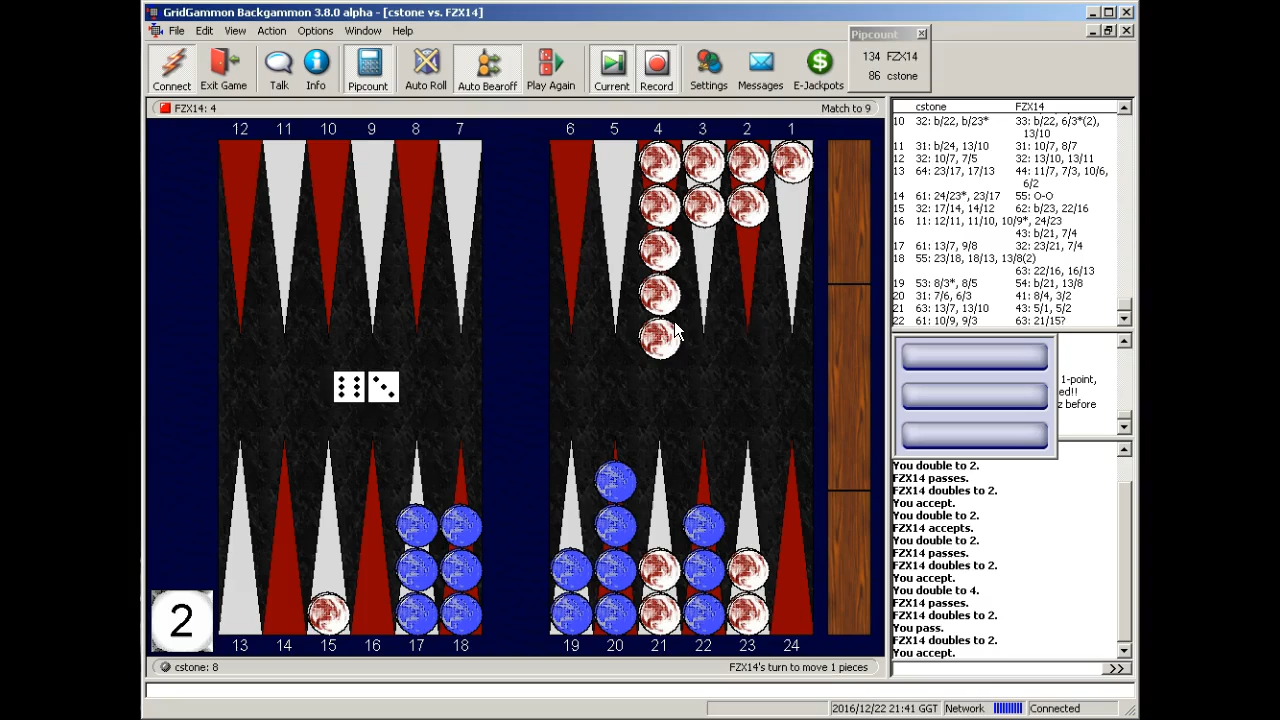 GridGammon Backgammon 3.8.0 alpha - [cstone vs. FZX14]
File Edit View Action Options Window Help
Pipcount
134 FZX14
86 cstone
Connect Exit Game Talk Info Pipcount Auto Roll Auto Bearoff Play Again Current Record Settings Messages E-Jackpots
FZX14: 4 Match to 9
12 11 10 9 8 7 6 5 4 3 2 1
cstone FZX14
10 32: b/22, b/23* 33: b/22, 6/3*(2),
13/10
11 31: b/24, 13/10 31: 10/7, 8/7
12 32: 10/7, 7/5 32: 13/10, 13/11
13 64: 23/17, 17/13 44: 11/7, 7/3, 10/6,
6/2
14 61: 24/23*, 23/17 55: O-O
15 32: 17/14, 14/12 62: b/23, 22/16
16 11: 12/11, 11/10, 10/9*, 24/23
43: b/21, 7/4
17 61: 13/7, 9/8 32: 23/21, 7/4
18 55: 23/18, 18/13, 13/8(2)
63: 22/16, 16/13
19 53: 8/3*, 8/5 54: b/21, 13/8
20 31: 7/6, 6/3 41: 8/4, 3/2
21 63: 13/7, 13/10 43: 5/1, 5/2
22 61: 10/9, 9/3 63: 21/15?
1-point,
ed!!
z before
You double to 2.
FZX14 passes.
FZX14 doubles to 2.
You accept.
You double to 2.
FZX14 accepts.
You double to 2.
FZX14 passes.
FZX14 doubles to 2.
You accept.
You double to 4.
FZX14 passes.
FZX14 doubles to 2.
You pass.
FZX14 doubles to 2.
You accept.
2
13 14 15 16 17 18 19 20 21 22 23 24
cstone: 8 FZX14's turn to move 1 pieces
>>
2016/12/22 21:41 GGT Network Connected